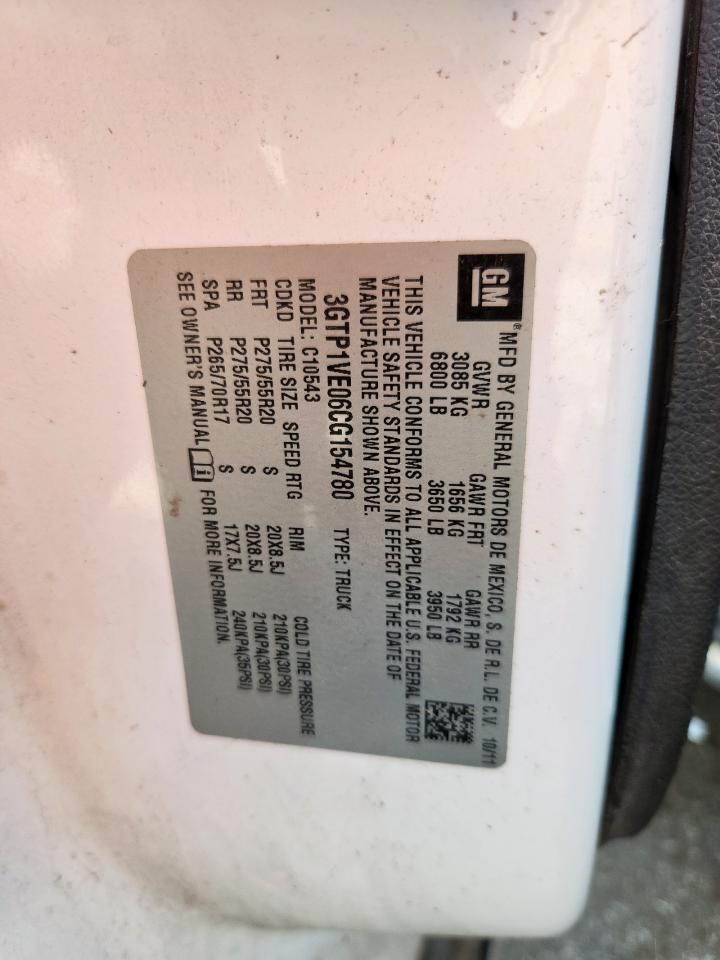 GM® MFD BY GENERAL MOTORS DE MEXICO, S. DE R.L. DE C.V. 10/11
GVWR GAWR FRT GAWR RR
3085 KG 1656 KG 1792 KG
6800 LB 3650 LB 3950 LB
THIS VEHICLE CONFORMS TO ALL APPLICABLE U.S. FEDERAL MOTOR
VEHICLE SAFETY STANDARDS IN EFFECT ON THE DATE OF
MANUFACTURE SHOWN ABOVE.
3GTP1VE06CG154780 TYPE: TRUCK
MODEL: C10543
CDKD TIRE SIZE SPEED RTG RIM COLD TIRE PRESSURE
FRT P275/55R20 S 20X8.5J 210KPA(30PSI)
RR P275/55R20 S 20X8.5J 210KPA(30PSI)
SPA P265/70R17 S 17X7.5J 240KPA(35PSI)
SEE OWNER'S MANUAL i FOR MORE INFORMATION.